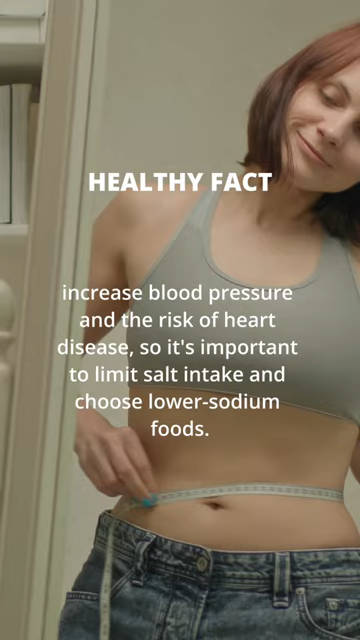 HEALTHY FACT
increase blood pressure
and the risk of heart
disease, so it's important
to limit salt intake and
choose lower-sodium
foods.